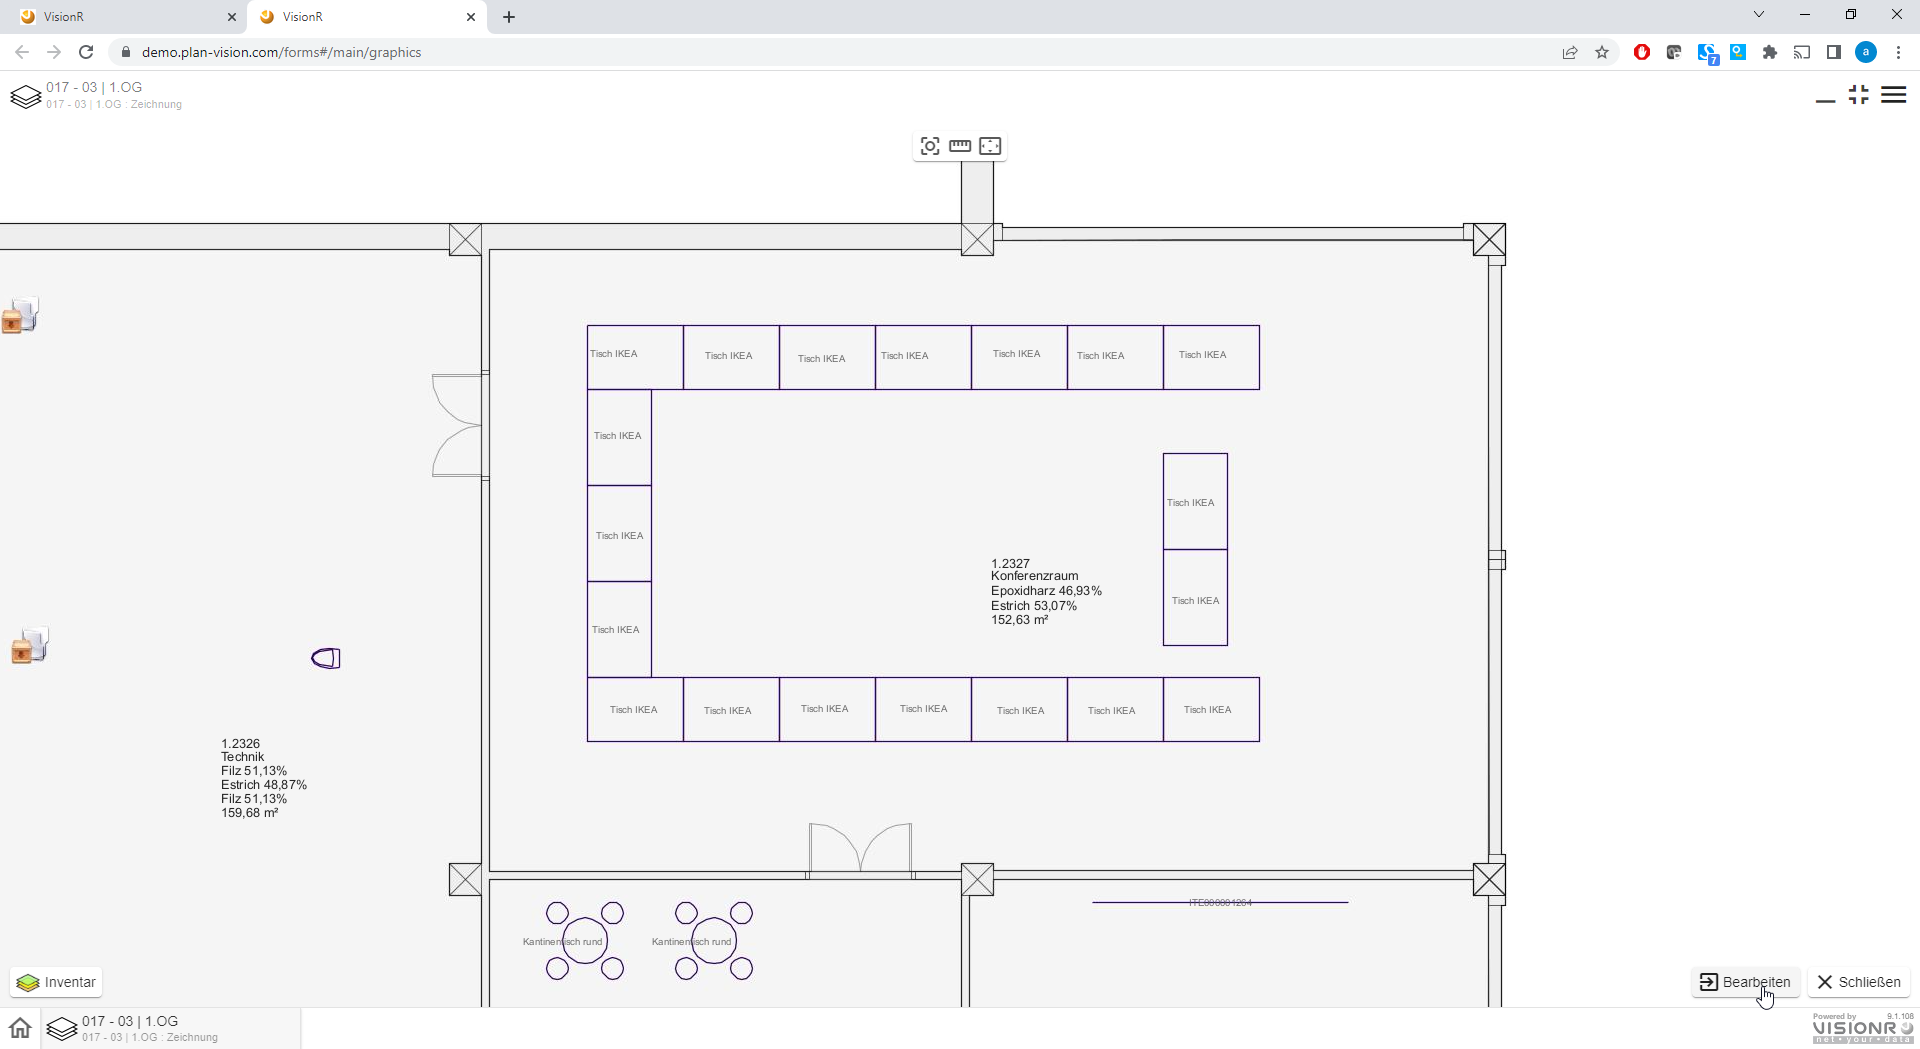 VisionR
VisionR
demo.plan-vision.com/forms#/main/graphics
7
a
017 - 03 | 1.OG
017 - 03 | 1.OG : Zeichnung
Tisch IKEA
Tisch IKEA
Tisch IKEA
Tisch IKEA
Tisch IKEA
Tisch IKEA
Tisch IKEA
Tisch IKEA
Tisch IKEA
Tisch IKEA
Tisch IKEA
Tisch IKEA
1.2327
Konferenzraum
Epoxidharz 46,93%
Estrich 53,07%
152,63 m²
Tisch IKEA
Tisch IKEA
Tisch IKEA
Tisch IKEA
Tisch IKEA
Tisch IKEA
Tisch IKEA
1.2326
Technik
Filz 51,13%
Estrich 48,87%
Filz 51,13%
159,68 m²
ITE000001264
Kantinentisch rund
Kantinentisch rund
Inventar
Bearbeiten
Schließen
017 - 03 | 1.OG
017 - 03 | 1.OG : Zeichnung
Powered by
9.1.108
VISIONR
net • your • data